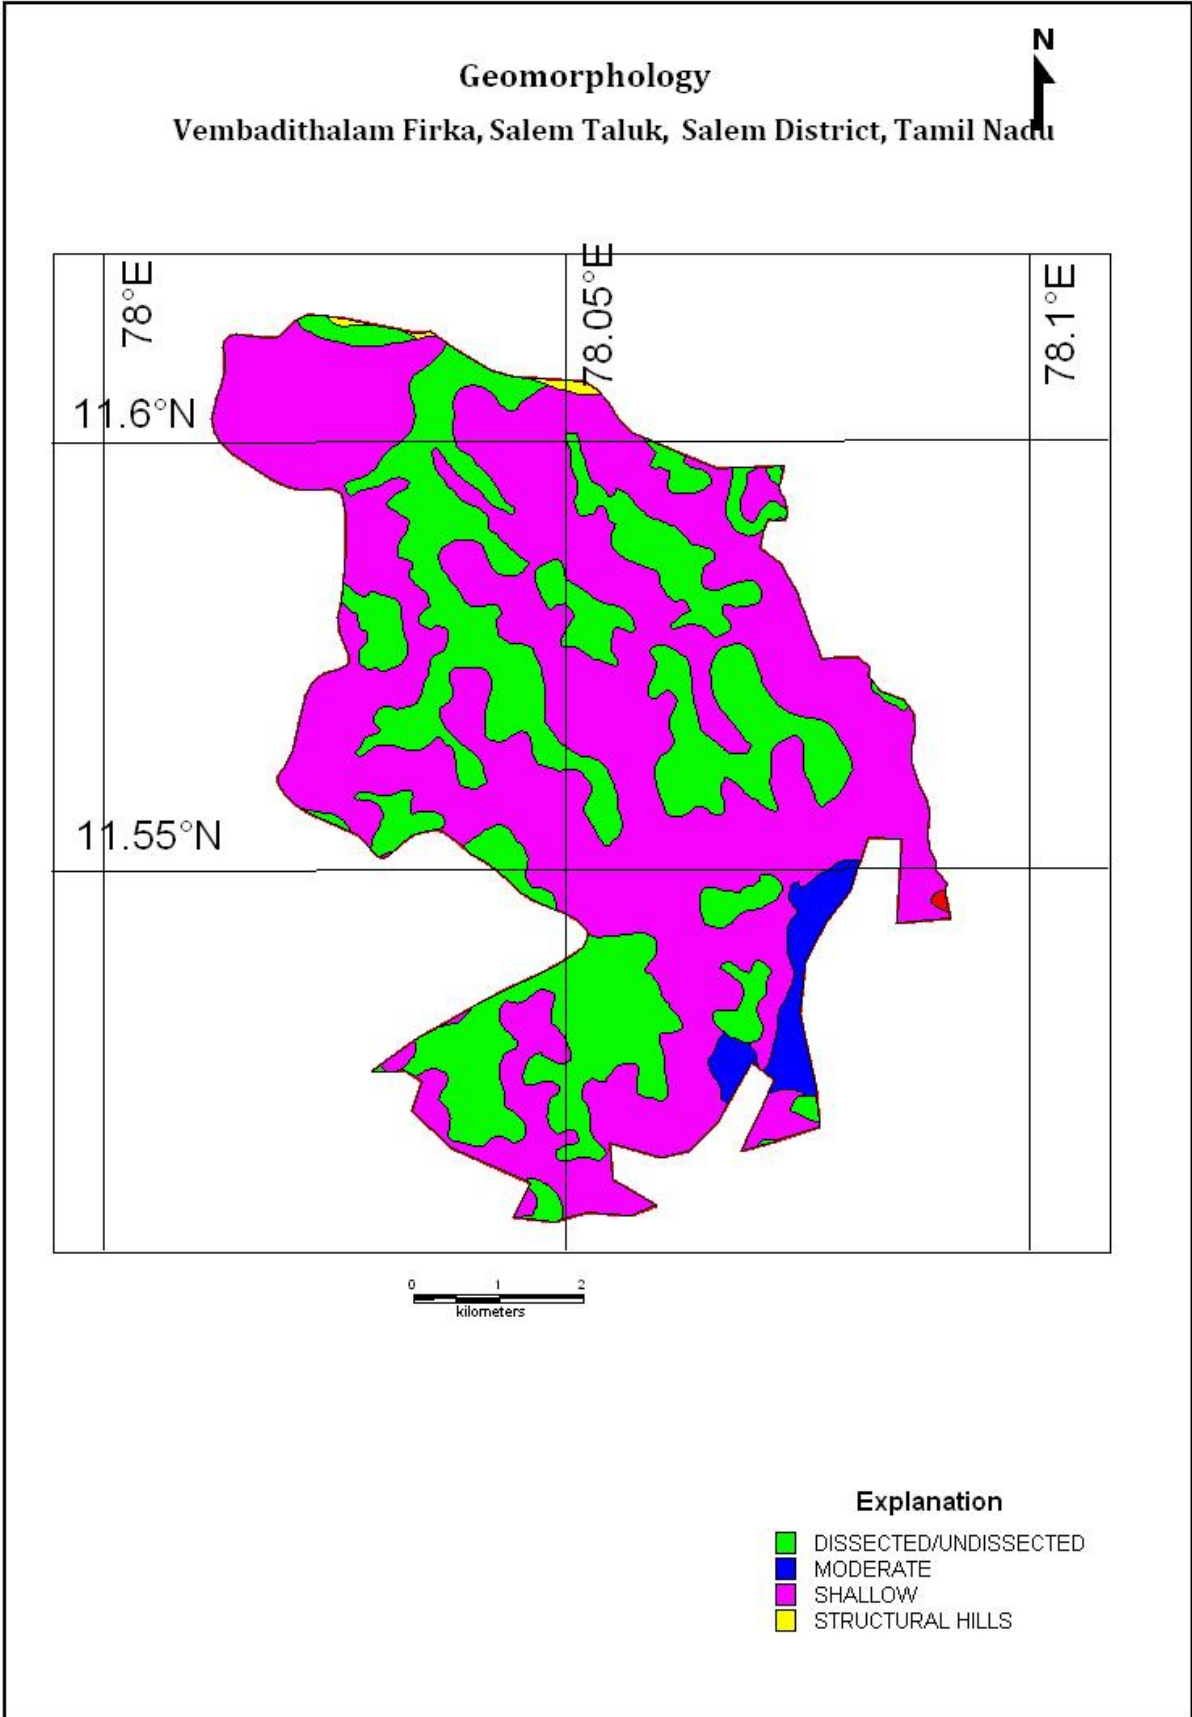 N
Geomorphology
Vembadithalam Firka, Salem Taluk, Salem District, Tamil Nadu
78°E
78.05°E
78.1°E
11.6°N
11.55°N
0 1 2
kilometers
Explanation
DISSECTED/UNDISSECTED
MODERATE
SHALLOW
STRUCTURAL HILLS